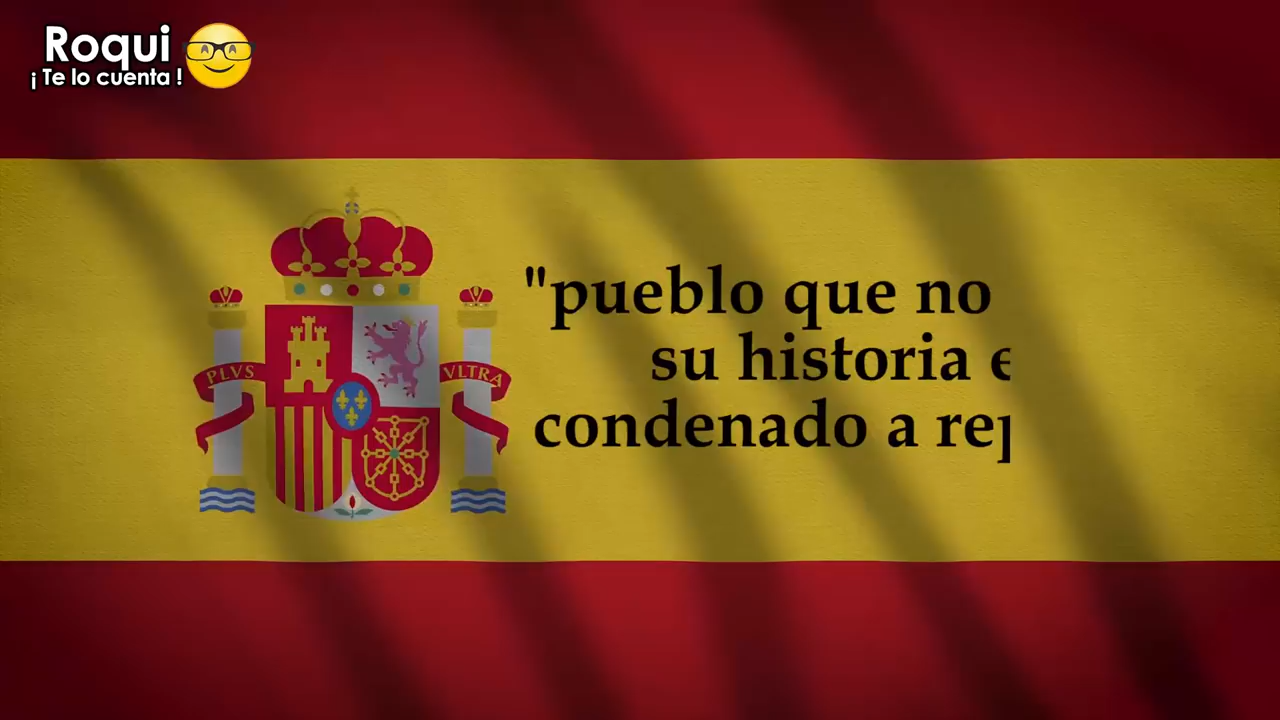 Roqui
¡ Te lo cuenta !
"pueblo que no
su historia
condenado a
PLVS VLTRA